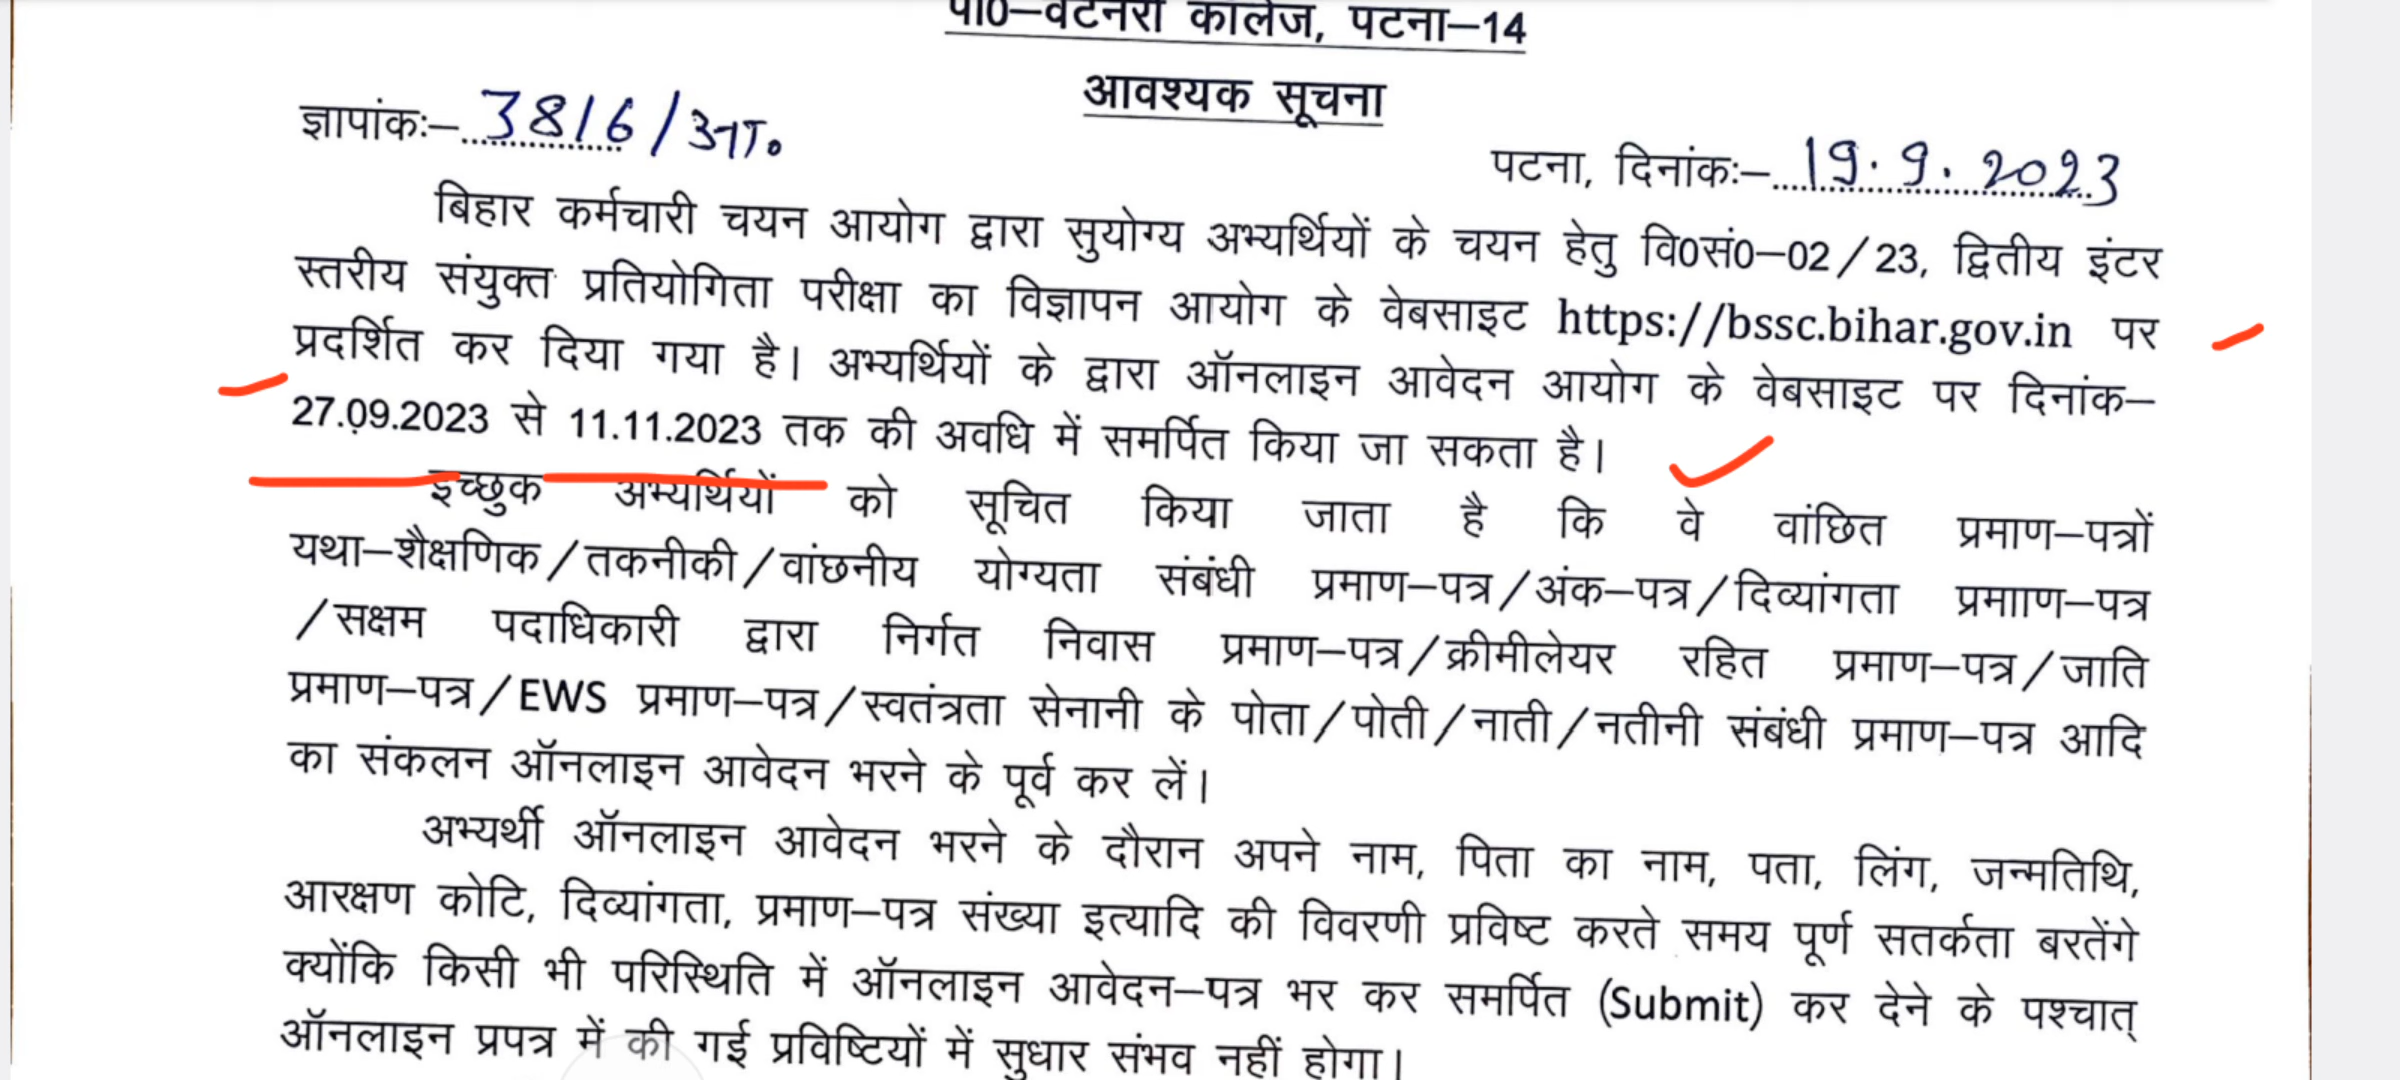 पी0–वेटनरी कॉलेज, पटना–14
आवश्यक सूचना
ज्ञापांकः– 3816/आ०
पटना, दिनांकः– 19.9.2023
बिहार कर्मचारी चयन आयोग द्वारा सुयोग्य अभ्यर्थियों के चयन हेतु वि0सं0–02/23, द्वितीय इंटर
स्तरीय संयुक्त प्रतियोगिता परीक्षा का विज्ञापन आयोग के वेबसाइट https://bssc.bihar.gov.in पर
प्रदर्शित कर दिया गया है। अभ्यर्थियों के द्वारा ऑनलाइन आवेदन आयोग के वेबसाइट पर दिनांक–
27.09.2023 से 11.11.2023 तक की अवधि में समर्पित किया जा सकता है।
इच्छुक अभ्यर्थियों को सूचित किया जाता है कि वे वांछित प्रमाण–पत्रों
यथा–शैक्षणिक/तकनीकी/वांछनीय योग्यता संबंधी प्रमाण–पत्र/अंक–पत्र/दिव्यांगता प्रमााण–पत्र
/सक्षम पदाधिकारी द्वारा निर्गत निवास प्रमाण–पत्र/क्रीमीलेयर रहित प्रमाण–पत्र/जाति
प्रमाण–पत्र/EWS प्रमाण–पत्र/स्वतंत्रता सेनानी के पोता/पोती/नाती/नतीनी संबंधी प्रमाण–पत्र आदि
का संकलन ऑनलाइन आवेदन भरने के पूर्व कर लें।
अभ्यर्थी ऑनलाइन आवेदन भरने के दौरान अपने नाम, पिता का नाम, पता, लिंग, जन्मतिथि,
आरक्षण कोटि, दिव्यांगता, प्रमाण–पत्र संख्या इत्यादि की विवरणी प्रविष्ट करते समय पूर्ण सतर्कता बरतेंगे
क्योंकि किसी भी परिस्थिति में ऑनलाइन आवेदन–पत्र भर कर समर्पित (Submit) कर देने के पश्चात्
ऑनलाइन प्रपत्र में की गई प्रविष्टियों में सुधार संभव नहीं होगा।